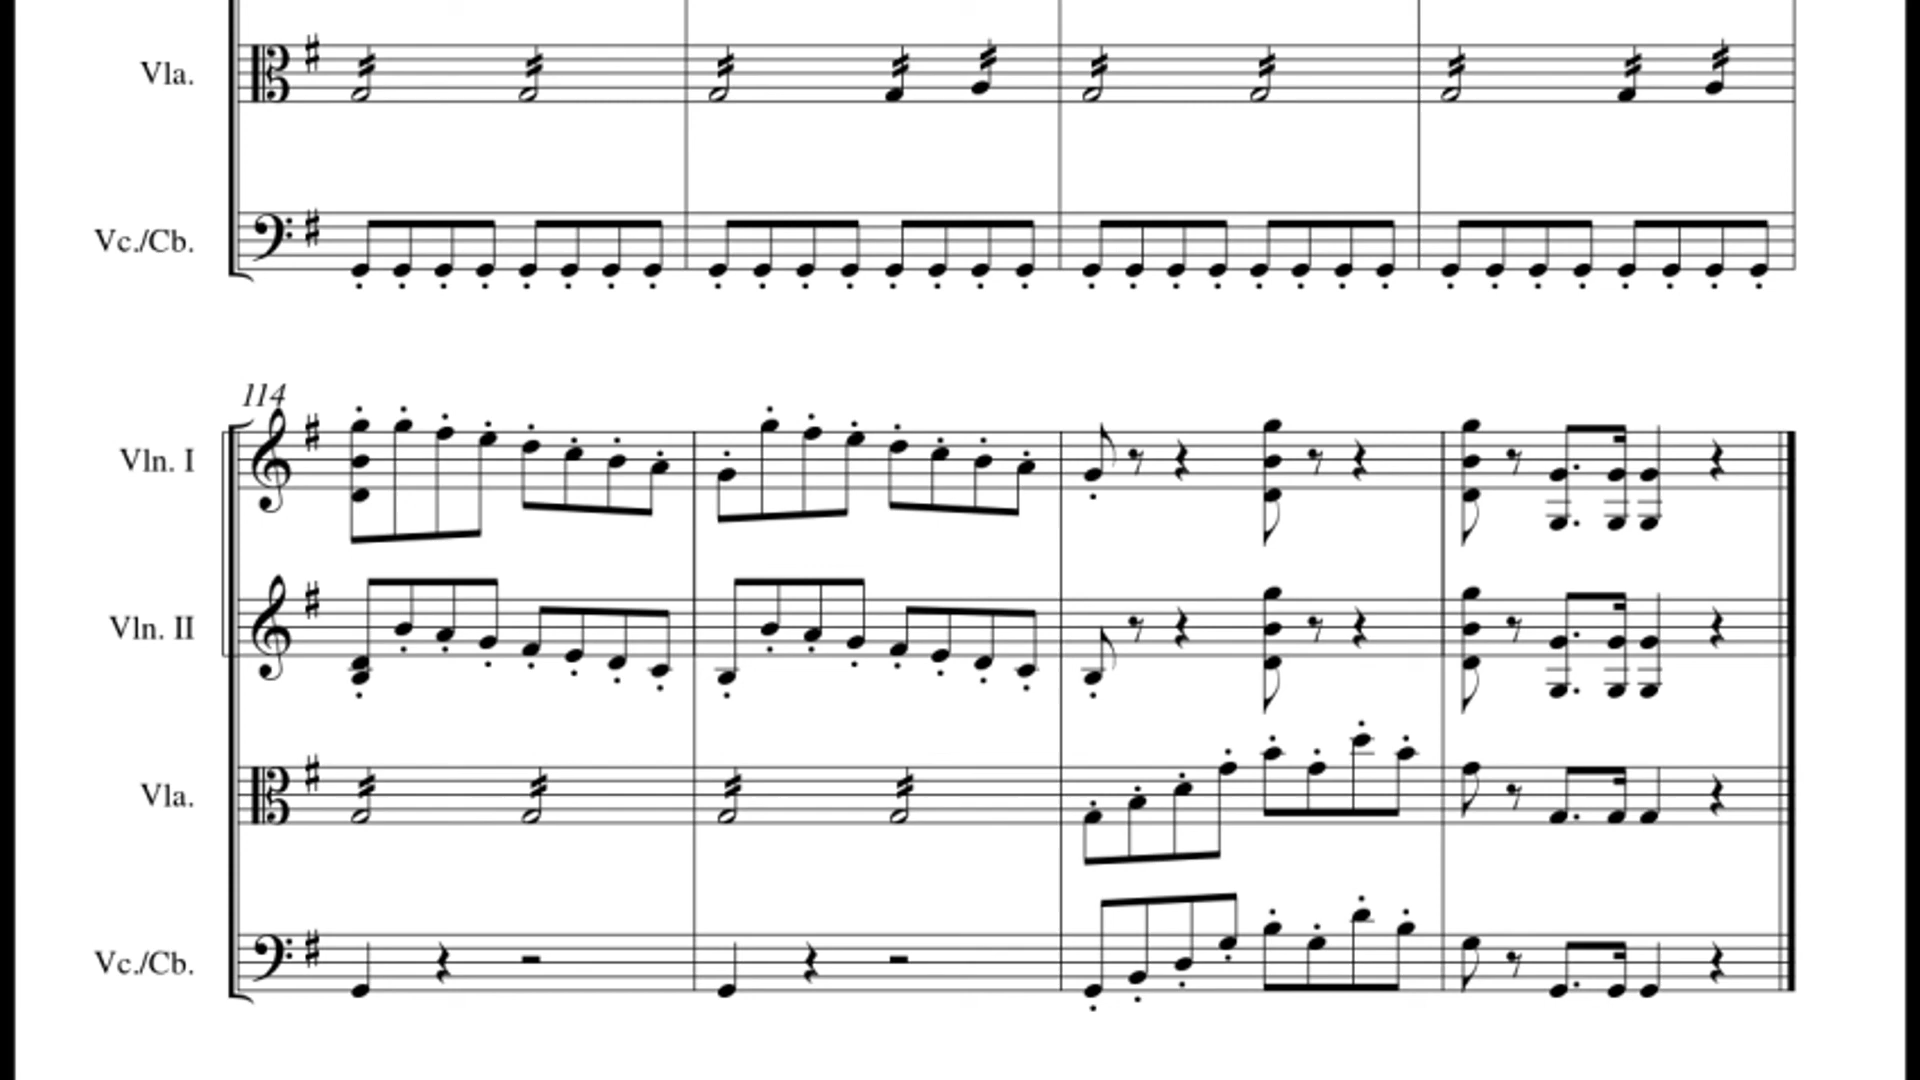 Vla.
Vc./Cb.
114
Vln. I
Vln. II
Vla.
Vc./Cb.